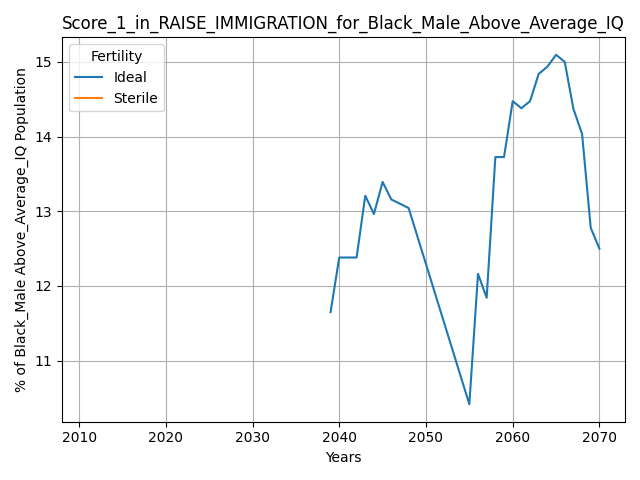 Score_1_in_RAISE_IMMIGRATION_for_Black_Male_Above_Average_IQ
Fertility
Ideal
Sterile
% of Black_Male Above_Average_IQ Population
15
14
13
12
11
2010 2020 2030 2040 2050 2060 2070
Years